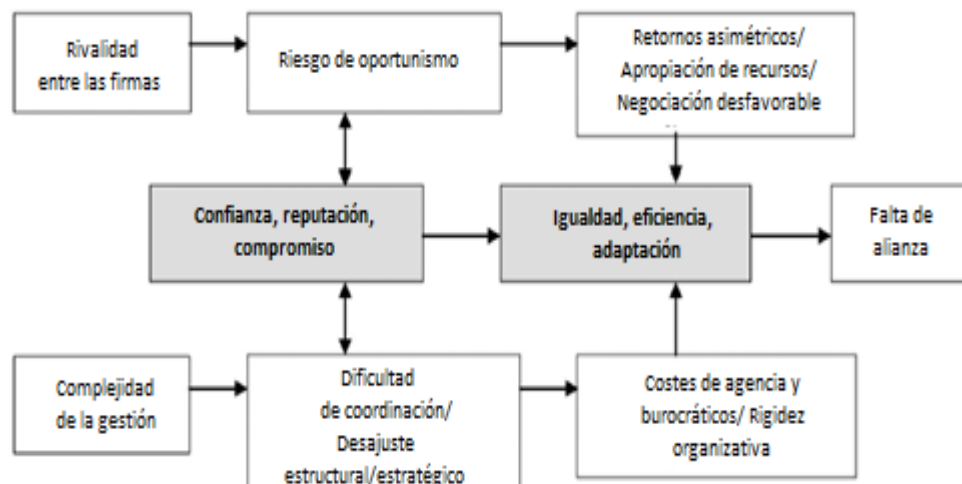 Rivalidad
entre las firmas
Riesgo de oportunismo
Retornos asimétricos/
Apropiación de recursos/
Negociación desfavorable
Confianza, reputación,
compromiso
Igualdad, eficiencia,
adaptación
Falta de
alianza
Complejidad
de la gestión
Dificultad
de coordinación/
Desajuste
estructural/estratégico
Costes de agencia y
burocráticos/ Rigidez
organizativa